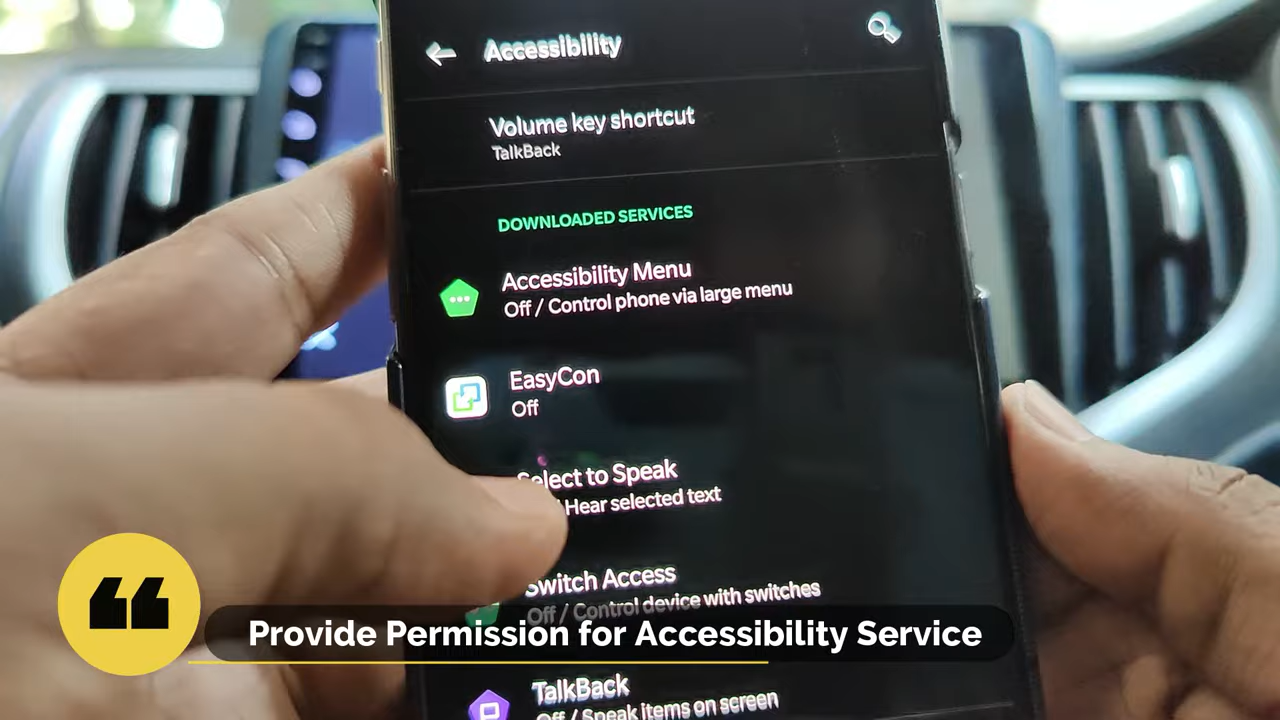 Accessibility
Volume key shortcut
TalkBack
DOWNLOADED SERVICES
Accessibility Menu
Off / Control phone via large menu
EasyCon
Off
Select to Speak
Hear selected text
Switch Access
Off / Control device with switches
Provide Permission for Accessibility Service
TalkBack
Off / Speak items on screen